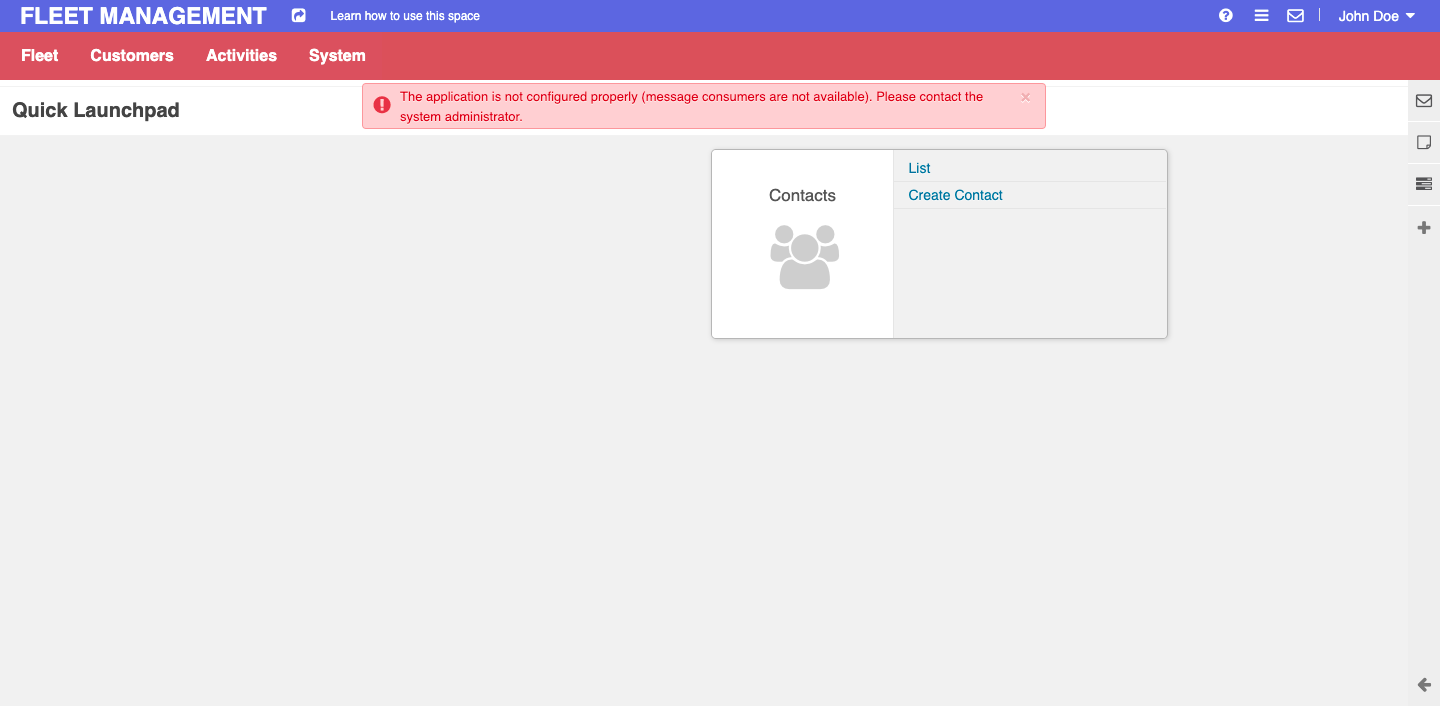 FLEET MANAGEMENT
Learn how to use this space
John Doe
Fleet
Customers
Activities
System
The application is not configured properly (message consumers are not available). Please contact the
system administrator.
×
Quick Launchpad
Contacts
List
Create Contact